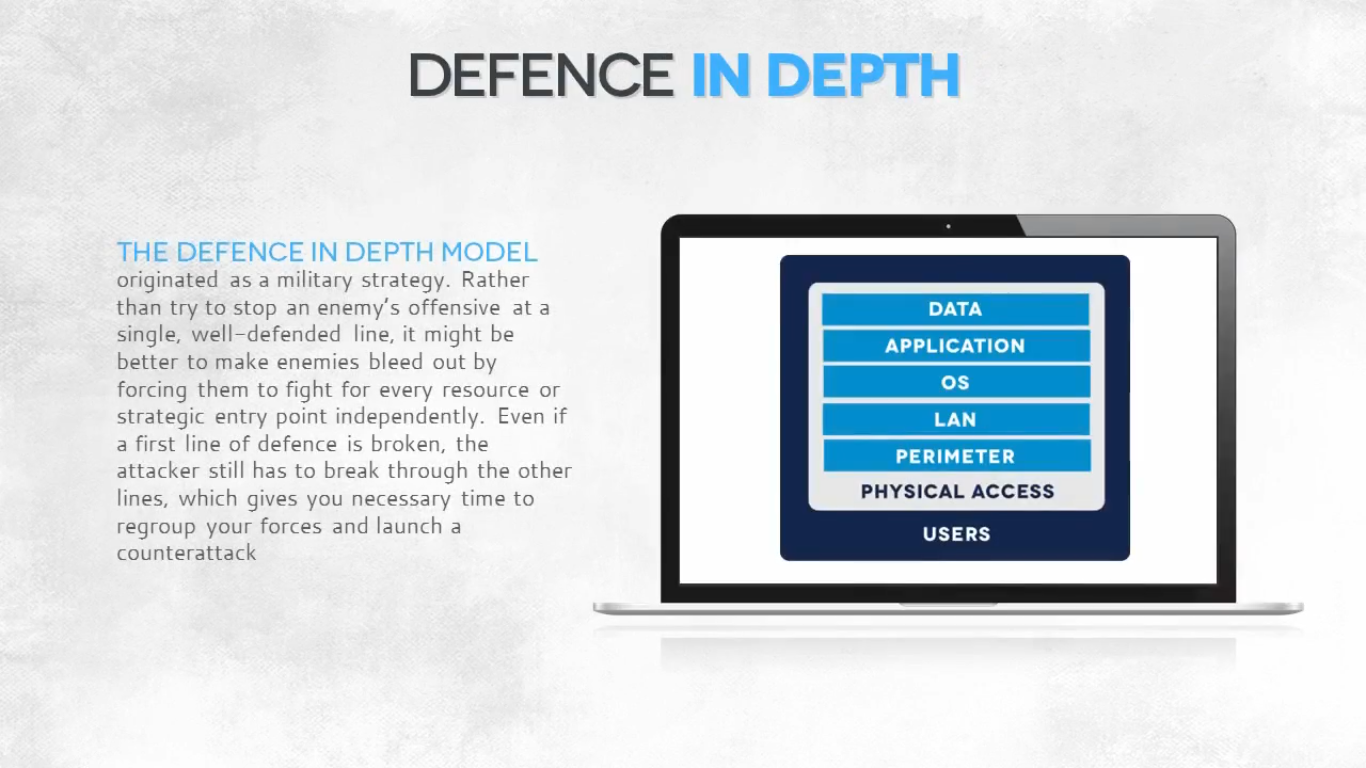 DEFENCE IN DEPTH
THE DEFENCE IN DEPTH MODEL
originated as a military strategy. Rather
than try to stop an enemy's offensive at a
single, well-defended line, it might be
better to make enemies bleed out by
forcing them to fight for every resource or
strategic entry point independently. Even if
a first line of defence is broken, the
attacker still has to break through the other
lines, which gives you necessary time to
regroup your forces and launch a
counterattack
DATA
APPLICATION
OS
LAN
PERIMETER
PHYSICAL ACCESS
USERS